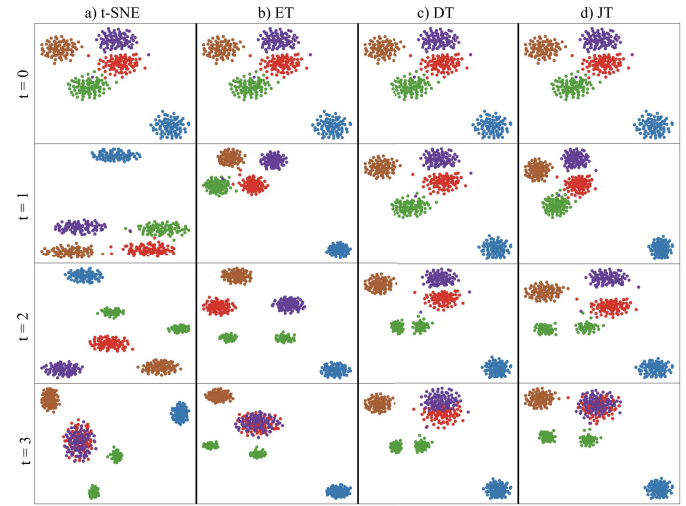 a) t-SNE b) ET c) DT d) JT
t = 0
t = 1
t = 2
t = 3